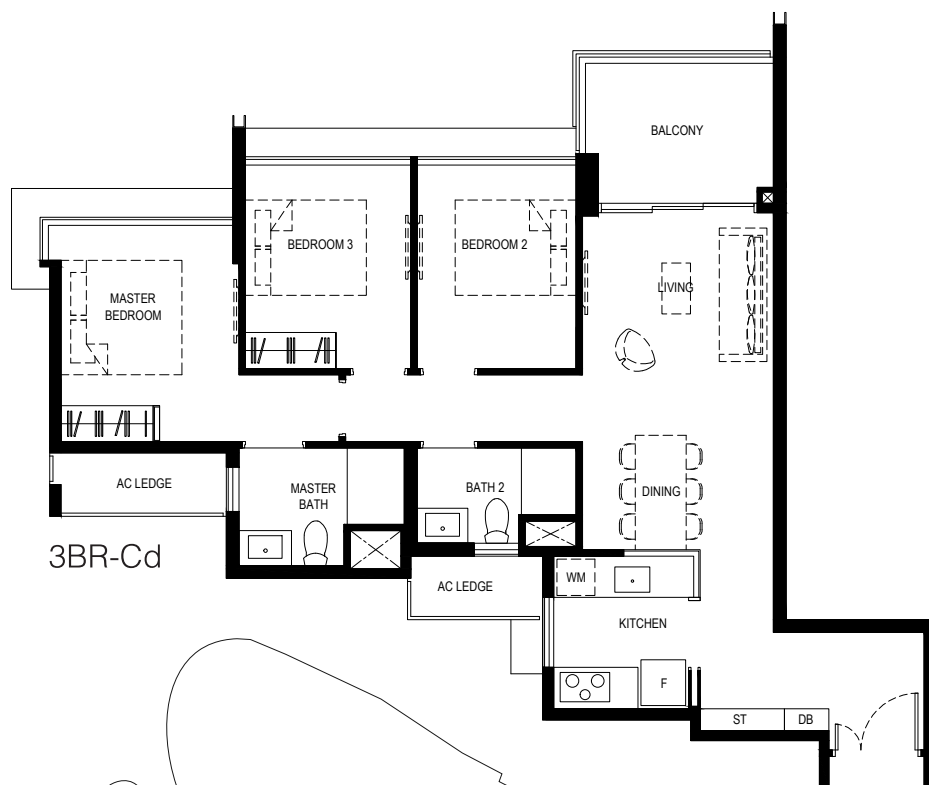 BALCONY
BEDROOM 3
BEDROOM 2
LIVING
MASTER
BEDROOM
AC LEDGE
MASTER
BATH
BATH 2
DINING
3BR-Cd
AC LEDGE
WM
KITCHEN
F
ST
DB